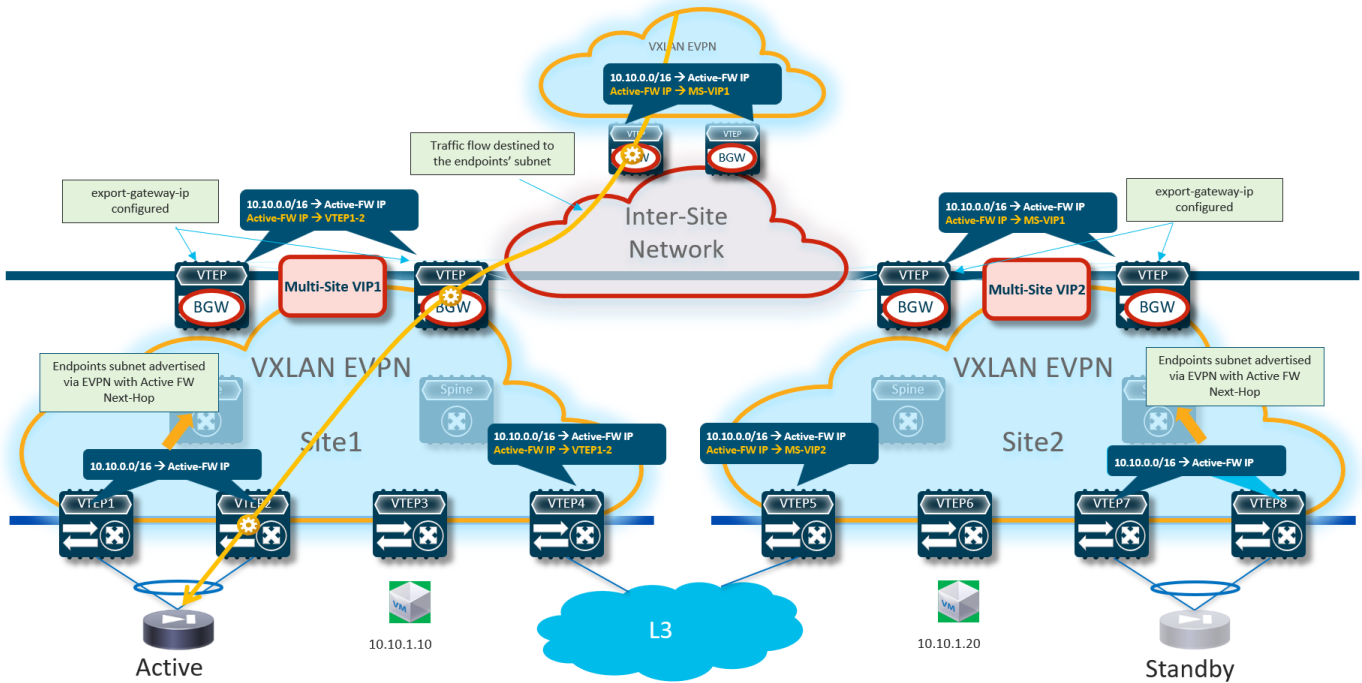 VXLAN EVPN
10.10.0.0/16 → Active-FW IP
Active-FW IP → MS-VIP1
VTEP
VTEP
BGW
BGW
Traffic flow destined to
the endpoints' subnet
export-gateway-ip
configured
10.10.0.0/16 → Active-FW IP
Active-FW IP → VTEP1-2
Inter-Site
Network
10.10.0.0/16 → Active-FW IP
Active-FW IP → MS-VIP1
export-gateway-ip
configured
VTEP
BGW
Multi-Site VIP1
VTEP
BGW
VTEP
BGW
Multi-Site VIP2
VTEP
BGW
Endpoints subnet advertised
via EVPN with Active FW
Next-Hop
VXLAN EVPN
Spine
VXLAN EVPN
Spine
Endpoints subnet advertised
via EVPN with Active FW
Next-Hop
Site1
10.10.0.0/16 → Active-FW IP
Active-FW IP → VTEP1-2
10.10.0.0/16 → Active-FW IP
Active-FW IP → MS-VIP2
Site2
10.10.0.0/16 → Active-FW IP
10.10.0.0/16 → Active-FW IP
VTEP1
VTEP2
VTEP3
VTEP4
VTEP5
VTEP6
VTEP7
VTEP8
VM
10.10.1.10
L3
VM
10.10.1.20
Active
Standby